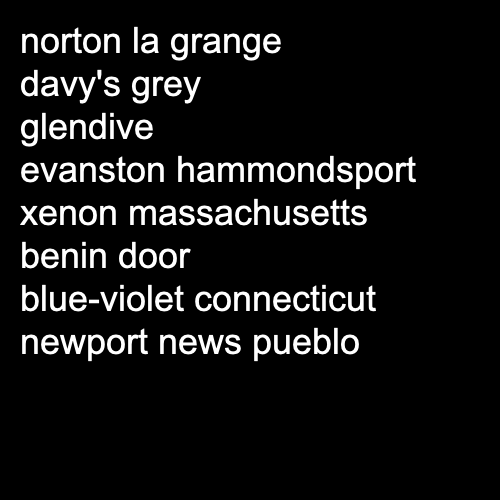 norton la grange
davy's grey
glendive
evanston hammondsport
xenon massachusetts
benin door
blue-violet connecticut
newport news pueblo